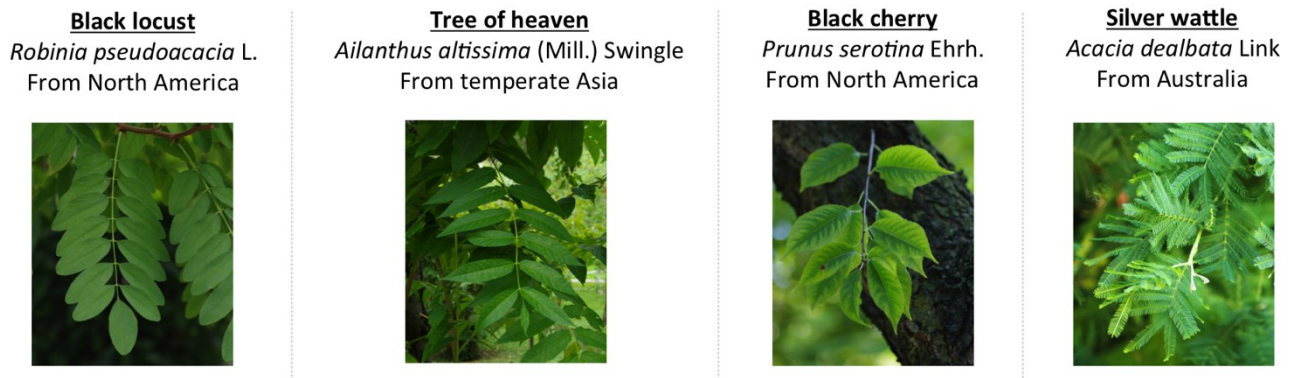 Black locust
Robinia pseudoacacia L.
From North America
Tree of heaven
Ailanthus altissima (Mill.) Swingle
From temperate Asia
Black cherry
Prunus serotina Ehrh.
From North America
Silver wattle
Acacia dealbata Link
From Australia